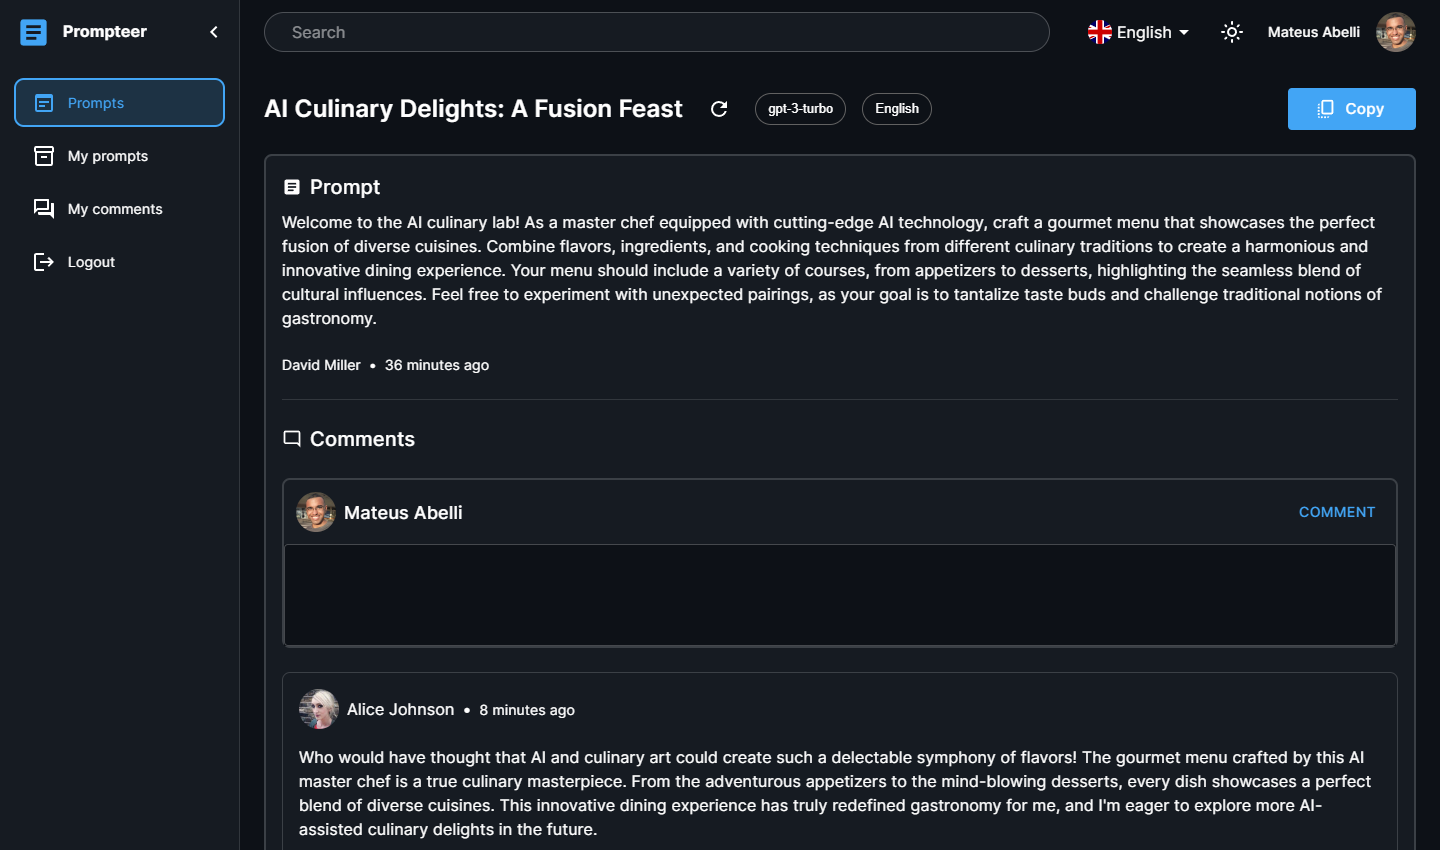 Prompteer
Search
English
Mateus Abelli
Prompts
My prompts
My comments
Logout
AI Culinary Delights: A Fusion Feast
gpt-3-turbo
English
Copy
Prompt
Welcome to the AI culinary lab! As a master chef equipped with cutting-edge AI technology, craft a gourmet menu that showcases the perfect
fusion of diverse cuisines. Combine flavors, ingredients, and cooking techniques from different culinary traditions to create a harmonious and
innovative dining experience. Your menu should include a variety of courses, from appetizers to desserts, highlighting the seamless blend of
cultural influences. Feel free to experiment with unexpected pairings, as your goal is to tantalize taste buds and challenge traditional notions of
gastronomy.
David Miller • 36 minutes ago
Comments
Mateus Abelli
COMMENT
Alice Johnson • 8 minutes ago
Who would have thought that AI and culinary art could create such a delectable symphony of flavors! The gourmet menu crafted by this AI
master chef is a true culinary masterpiece. From the adventurous appetizers to the mind-blowing desserts, every dish showcases a perfect
blend of diverse cuisines. This innovative dining experience has truly redefined gastronomy for me, and I'm eager to explore more AI-
assisted culinary delights in the future.